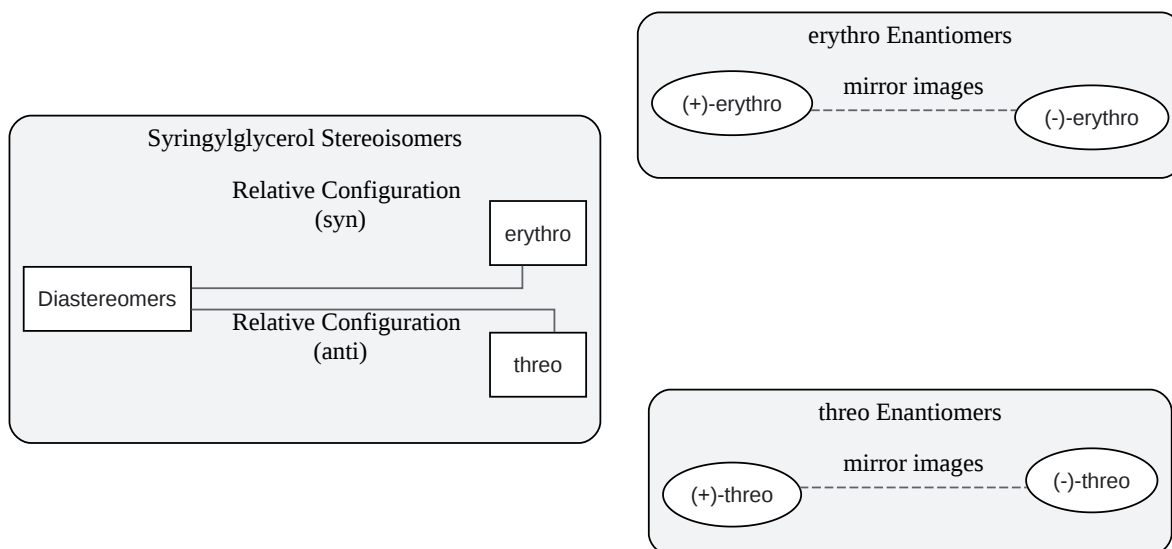 Syringylglycerol Stereoisomers
Relative Configuration
(syn)
erythro
Diastereomers
Relative Configuration
(anti)
threo
erythro Enantiomers
mirror images
(+)-erythro
(-)-erythro
threo Enantiomers
mirror images
(+)-threo
(-)-threo